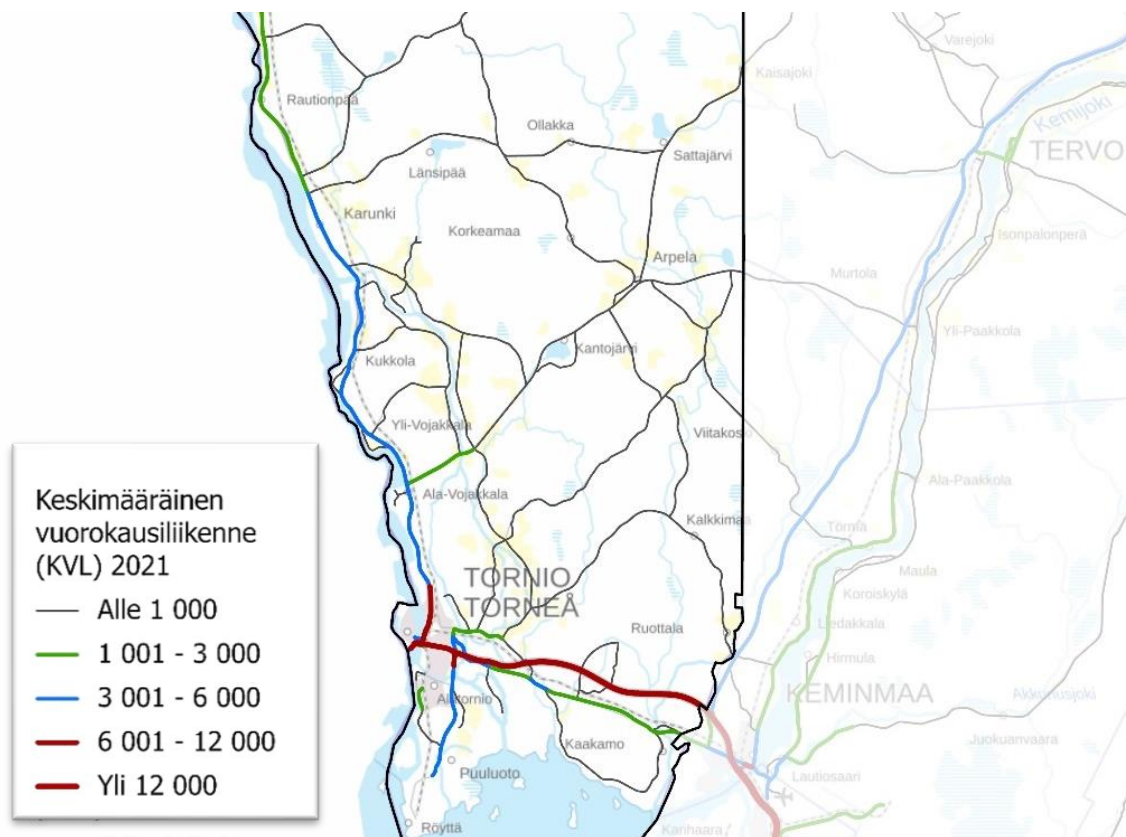 Varejoki
Kaisajoki
Rautionpää
Kemijoki
Ollakka
TERVO
Sattajärvi
Länsipää
Karunki
Korkeamaa
Isonpalonperä
Arpela
Murtola
Yli-Paakkola
Kantojärvi
Kukkola
Yli-Vojakkala
Viitakoski
Ala-Paakkola
Ala-Vojakkala
Kalkkimaa
Törmä
Maula
TORNIO
TORNEÅ
Koroiskylä
Liedakkala
Ruottala
Hirmula
KEMINMAA
Akkunusjoki
Alatornio
Kaakamo
Juokuanvaara
Puuluoto
Lautiosaari
Röyttä
Karihaara
Keskimääräinen
vuorokausiliikenne
(KVL) 2021
Alle 1 000
1 001 - 3 000
3 001 - 6 000
6 001 - 12 000
Yli 12 000